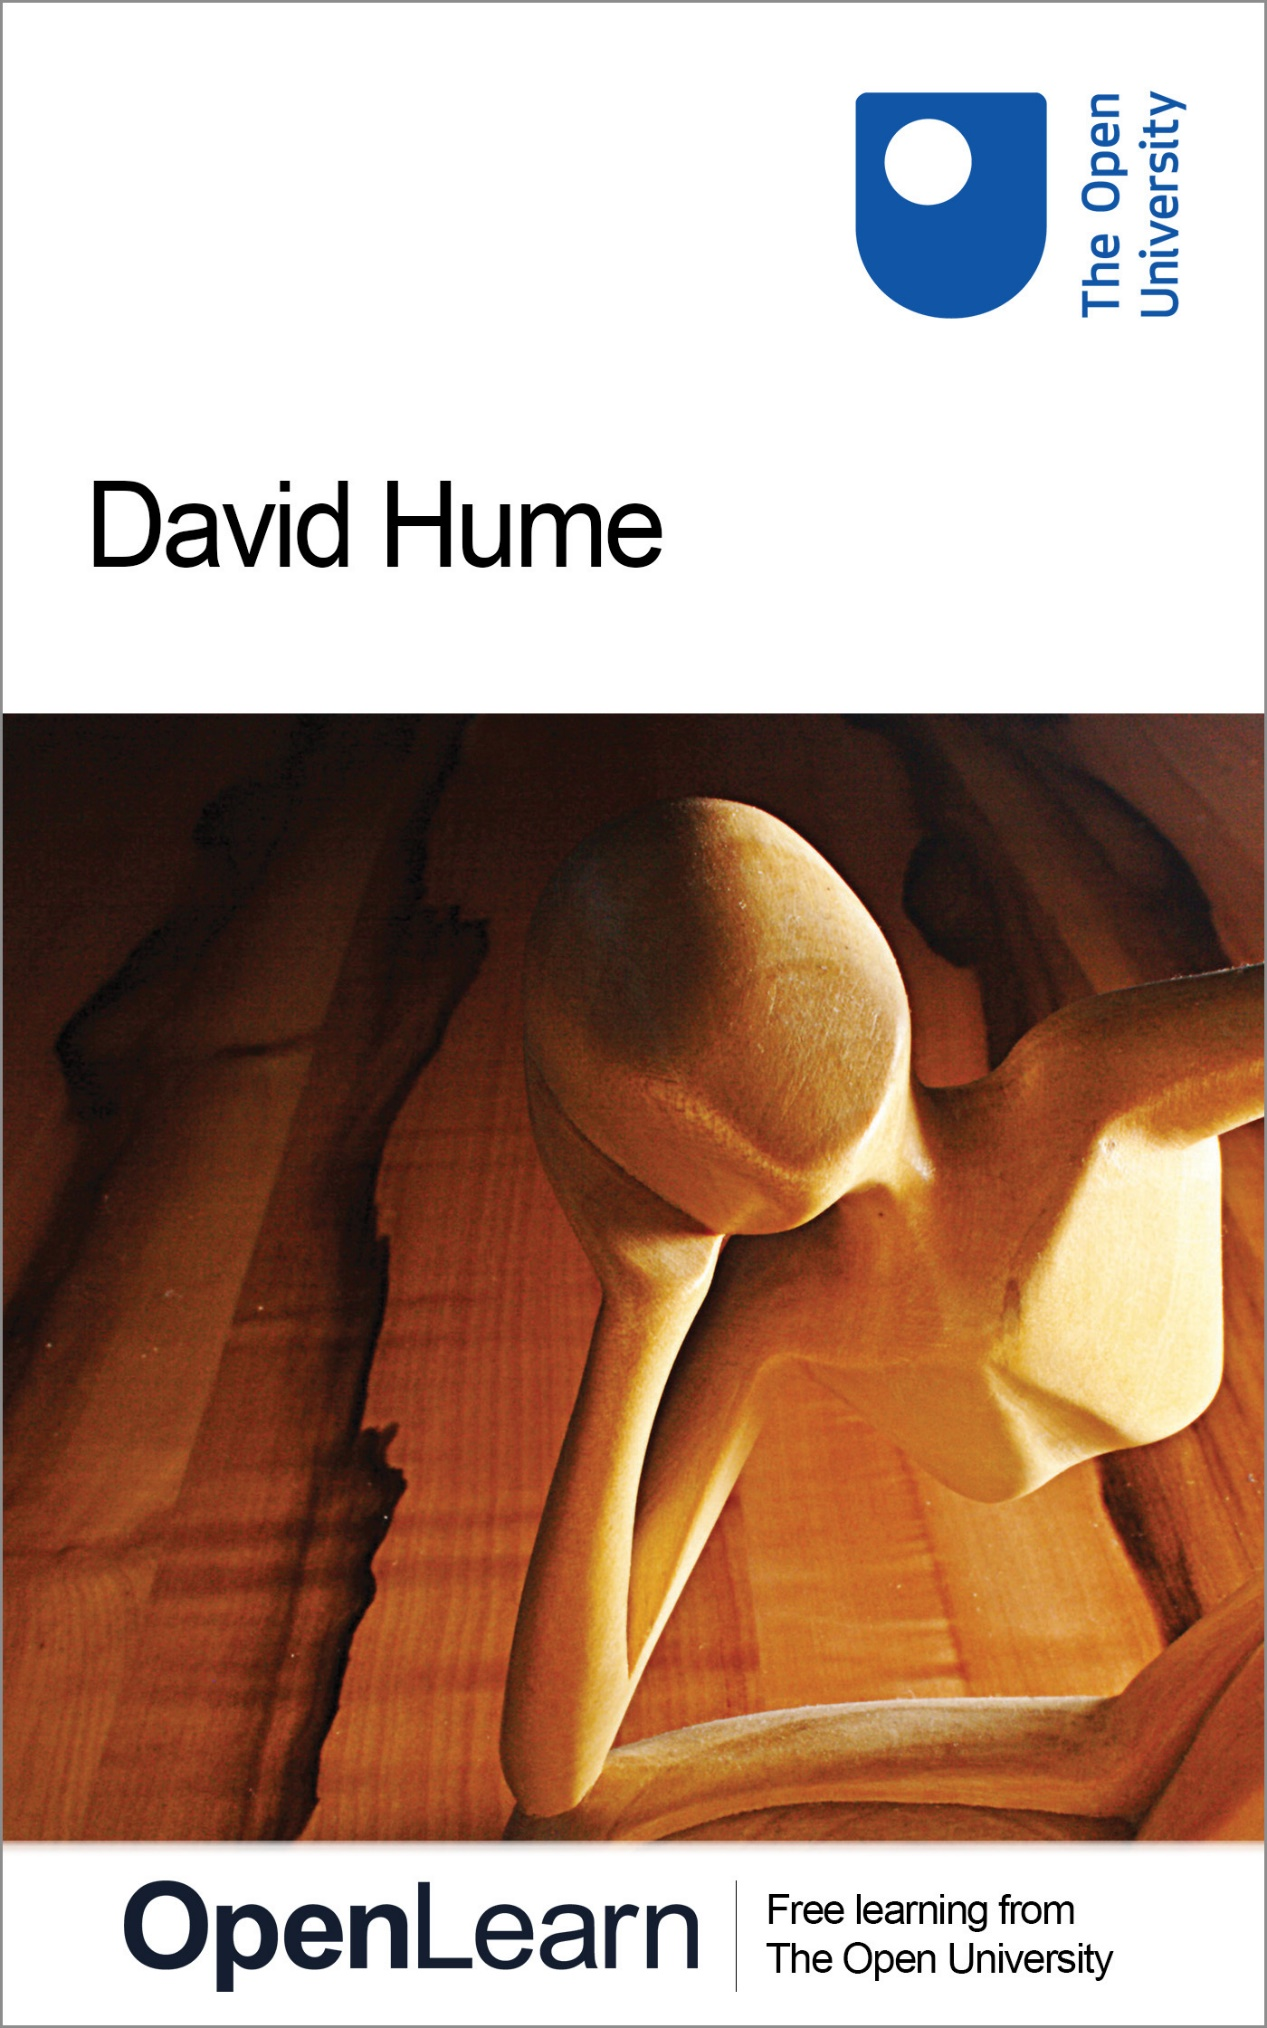 The Open
University
David Hume
OpenLearn
Free learning from
The Open University